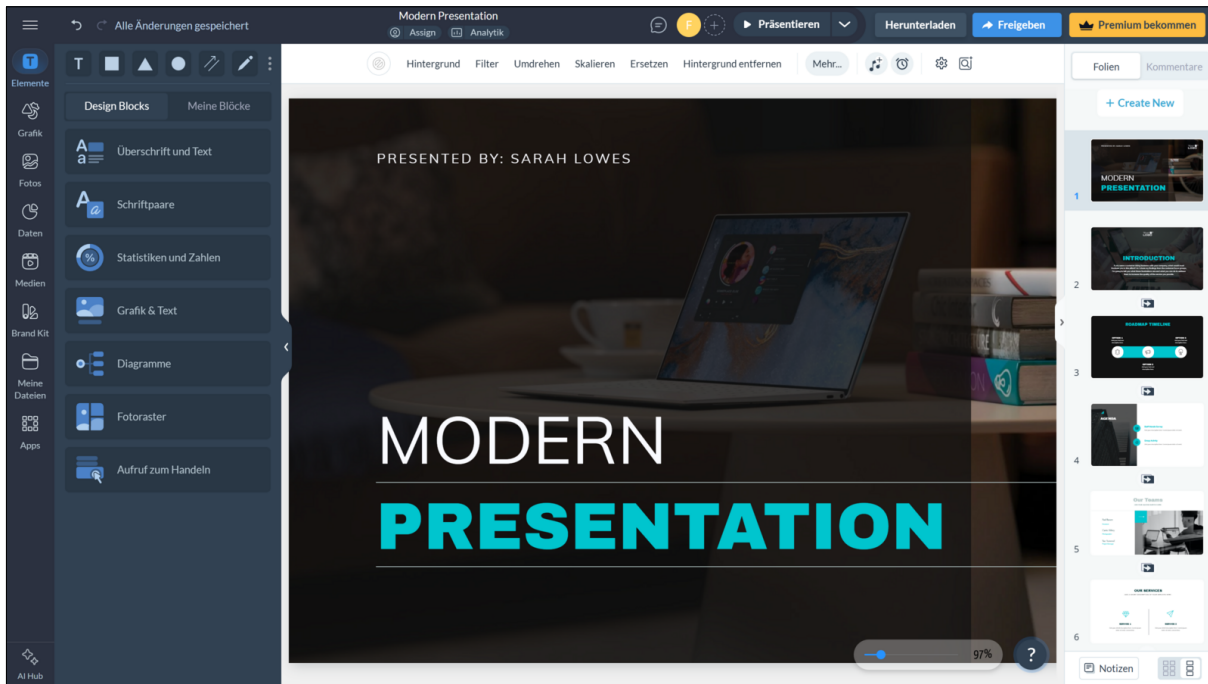 Alle Änderungen gespeichert
Modern Presentation
Assign
Analytik
F
Präsentieren
Herunterladen
Freigeben
Premium bekommen
Elemente
Grafik
Fotos
Daten
Medien
Brand Kit
Meine
Dateien
Apps
AI Hub
T
Design Blocks
Meine Blöcke
Überschrift und Text
Schriftpaare
Statistiken und Zahlen
Grafik & Text
Diagramme
Fotoraster
Aufruf zum Handeln
Hintergrund
Filter
Umdrehen
Skalieren
Ersetzen
Hintergrund entfernen
Mehr...
PRESENTED BY: SARAH LOWES
MODERN
PRESENTATION
97%
?
Folien
Kommentare
+ Create New
MODERN
PRESENTATION
1
INTRODUCTION
2
ROADMAP TIMELINE
3
AGENDA
4
Our Team
5
OUR SERVICES
6
Notizen